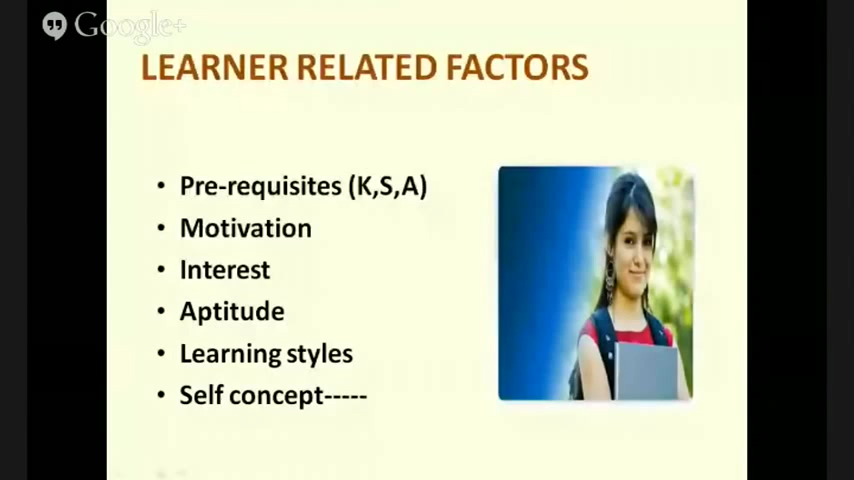 Google+
LEARNER RELATED FACTORS
• Pre-requisites (K,S,A)
• Motivation
• Interest
• Aptitude
• Learning styles
• Self concept-----